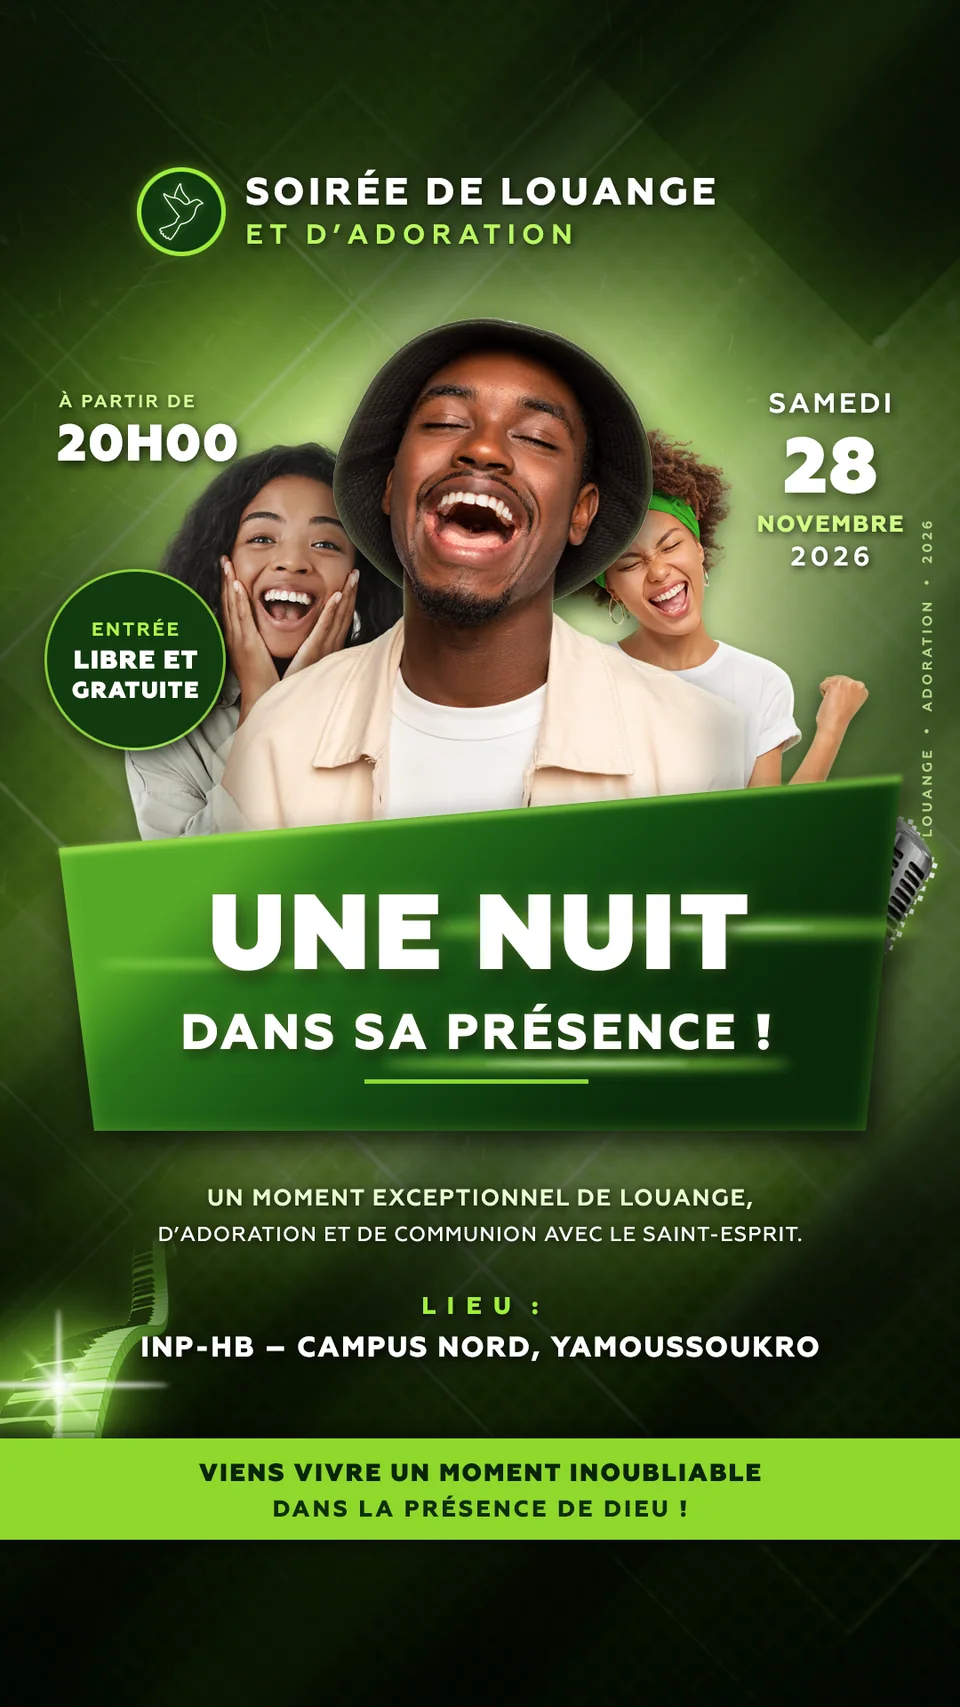 SOIRÉE DE LOUANGE
ET D'ADORATION
À PARTIR DE
20H00
SAMEDI
28
NOVEMBRE
2026
LOUANGE • ADORATION • 2026
ENTRÉE
LIBRE ET
GRATUITE
UNE NUIT
DANS SA PRÉSENCE !
UN MOMENT EXCEPTIONNEL DE LOUANGE,
D'ADORATION ET DE COMMUNION AVEC LE SAINT-ESPRIT.
LIEU :
INP-HB – CAMPUS NORD, YAMOUSSOUKRO
VIENS VIVRE UN MOMENT INOUBLIABLE
DANS LA PRÉSENCE DE DIEU !